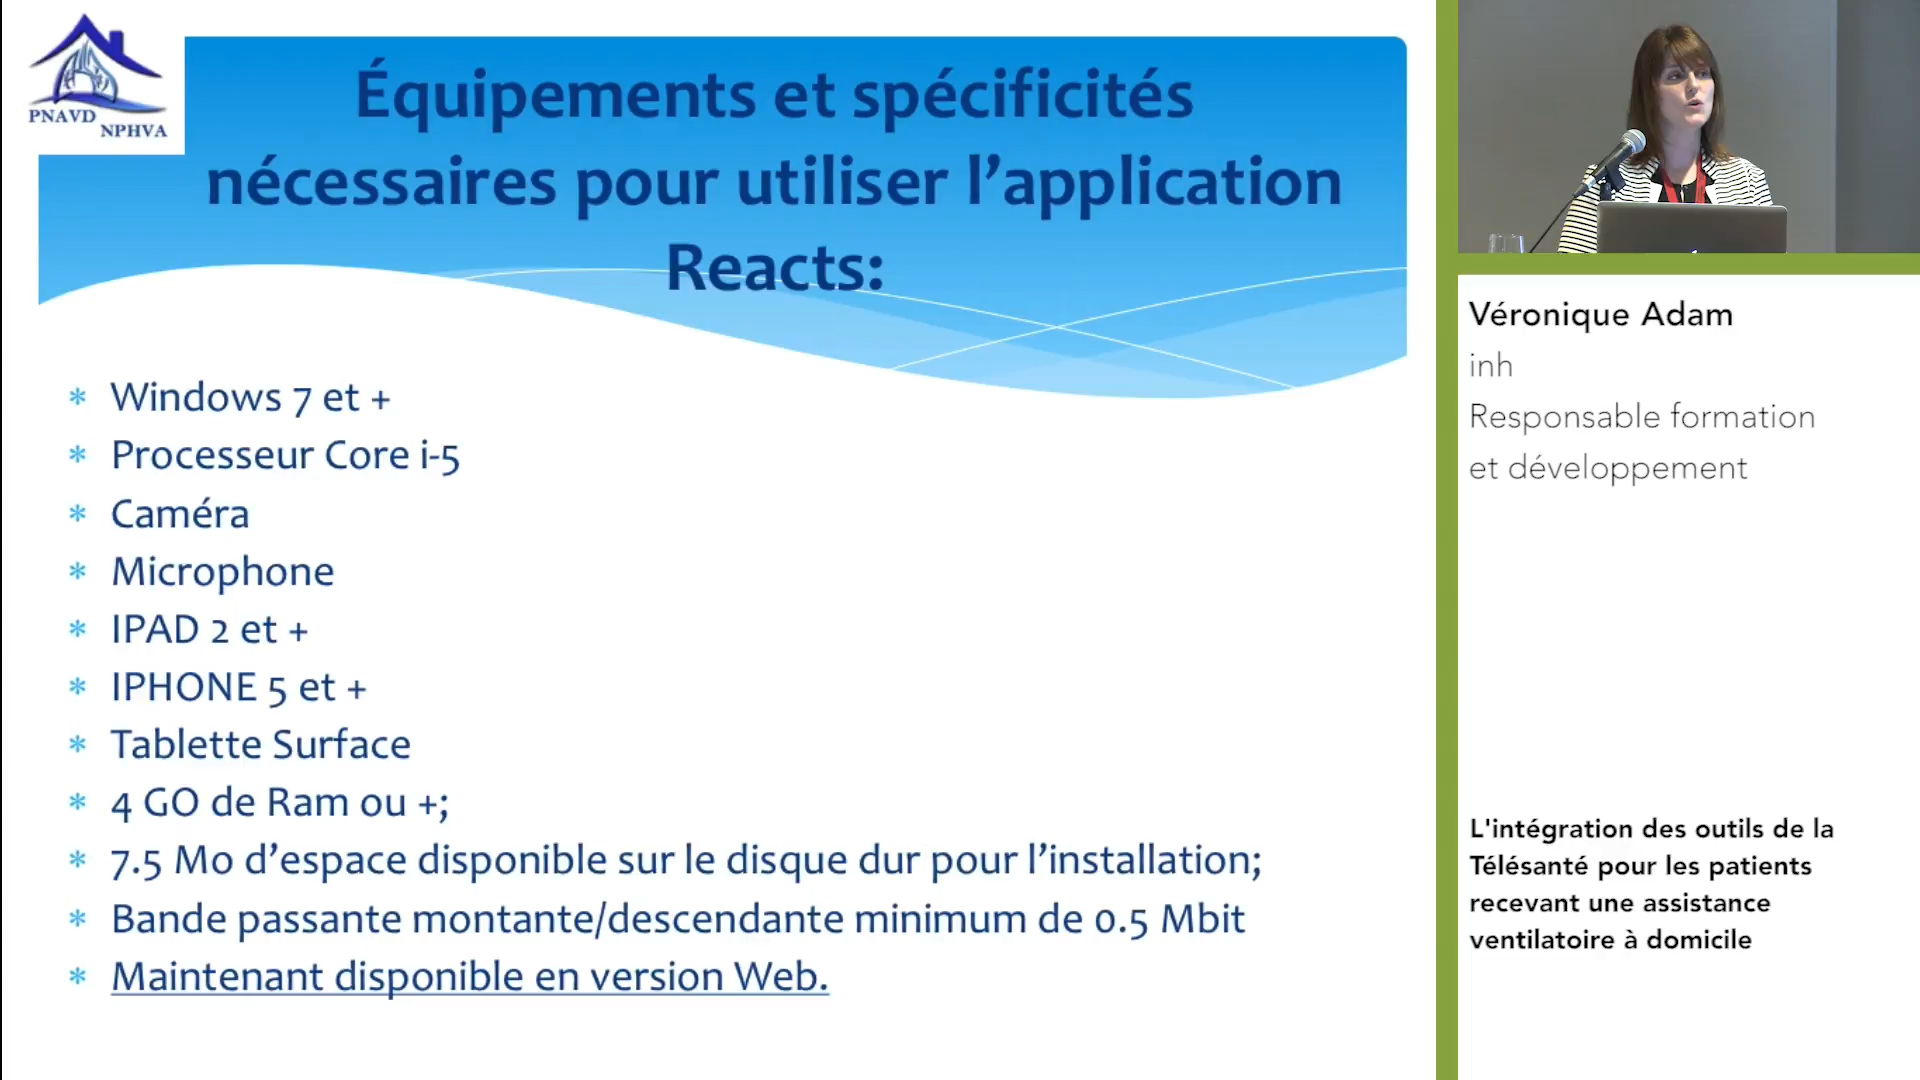 PNAVD
NPHVA
Équipements et spécificités
nécessaires pour utiliser l’application
Reacts:
* Windows 7 et +
* Processeur Core i-5
* Caméra
* Microphone
* IPAD 2 et +
* IPHONE 5 et +
* Tablette Surface
* 4 GO de Ram ou +;
* 7.5 Mo d’espace disponible sur le disque dur pour l’installation;
* Bande passante montante/descendante minimum de 0.5 Mbit
* Maintenant disponible en version Web.
Véronique Adam
inh
Responsable formation
et développement
L'intégration des outils de la
Télésanté pour les patients
recevant une assistance
ventilatoire à domicile